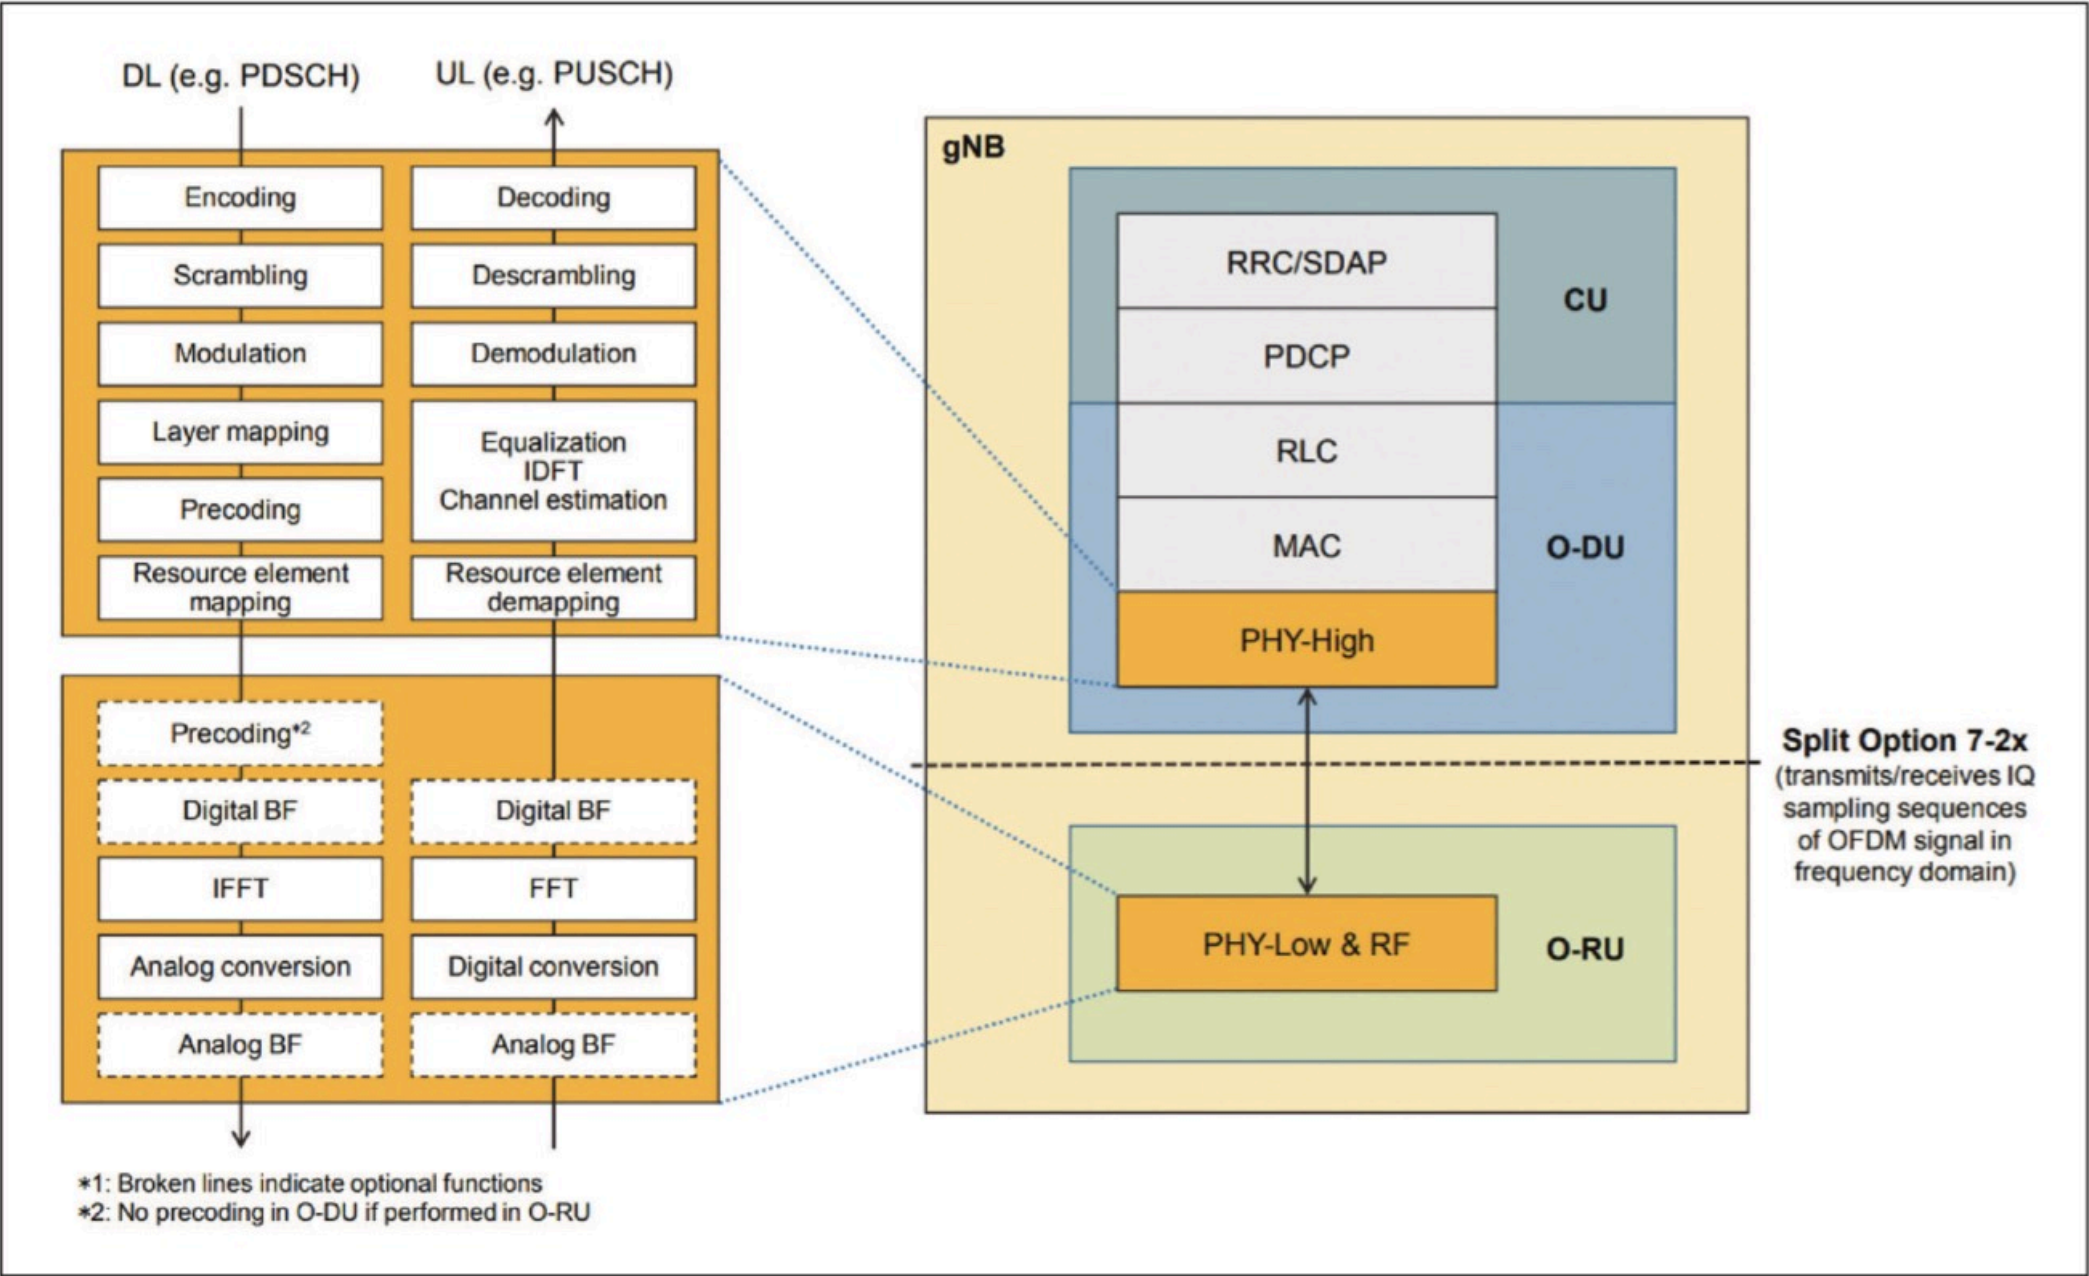 DL (e.g. PDSCH)
UL (e.g. PUSCH)
Encoding
Scrambling
Modulation
Layer mapping
Precoding
Resource element
mapping
Decoding
Descrambling
Demodulation
Equalization
IDFT
Channel estimation
Resource element
demapping
Precoding*2
Digital BF
IFFT
Analog conversion
Analog BF
Digital BF
FFT
Digital conversion
Analog BF
*1: Broken lines indicate optional functions
*2: No precoding in O-DU if performed in O-RU
gNB
RRC/SDAP
PDCP
CU
RLC
MAC
PHY-High
O-DU
PHY-Low & RF
O-RU
Split Option 7-2x
(transmits/receives IQ
sampling sequences
of OFDM signal in
frequency domain)